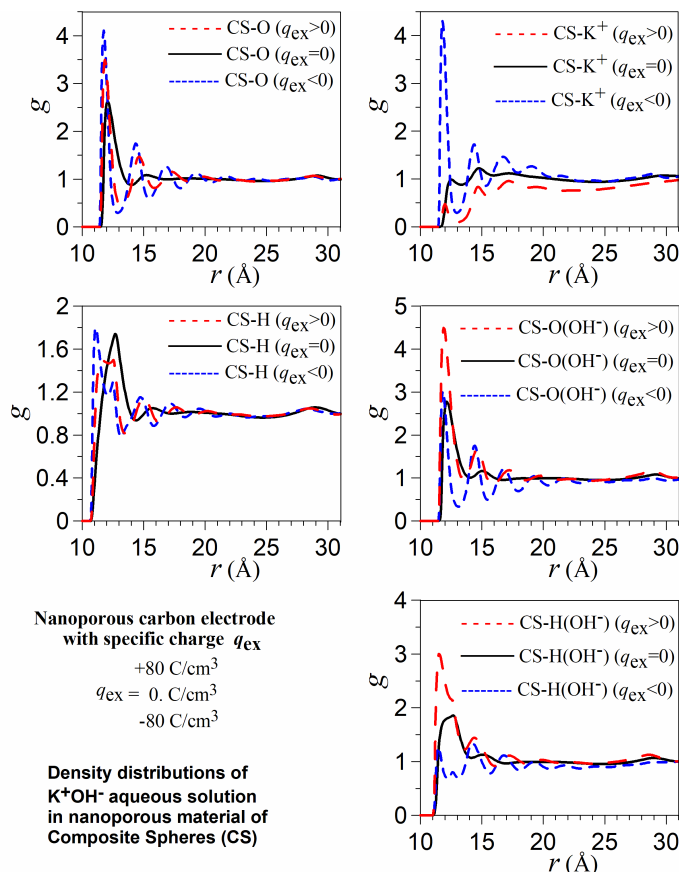 CS-O (qex>0)
CS-O (qex=0)
CS-O (qex<0)
g
4
3
2
1
0
10 15 20 25 30
r (Å)
CS-K+ (qex>0)
CS-K+ (qex=0)
CS-K+ (qex<0)
g
4
3
2
1
0
10 15 20 25 30
r (Å)
CS-H (qex>0)
CS-H (qex=0)
CS-H (qex<0)
g
2
1.6
1.2
0.8
0.4
0
10 15 20 25 30
r (Å)
CS-O(OH-) (qex>0)
CS-O(OH-) (qex=0)
CS-O(OH-) (qex<0)
g
5
4
3
2
1
0
10 15 20 25 30
r (Å)
Nanoporous carbon electrode
with specific charge qex
+80 C/cm3
qex = 0. C/cm3
-80 C/cm3
Density distributions of
K+OH- aqueous solution
in nanoporous material of
Composite Spheres (CS)
CS-H(OH-) (qex>0)
CS-H(OH-) (qex=0)
CS-H(OH-) (qex<0)
g
4
3
2
1
0
10 15 20 25 30
r (Å)